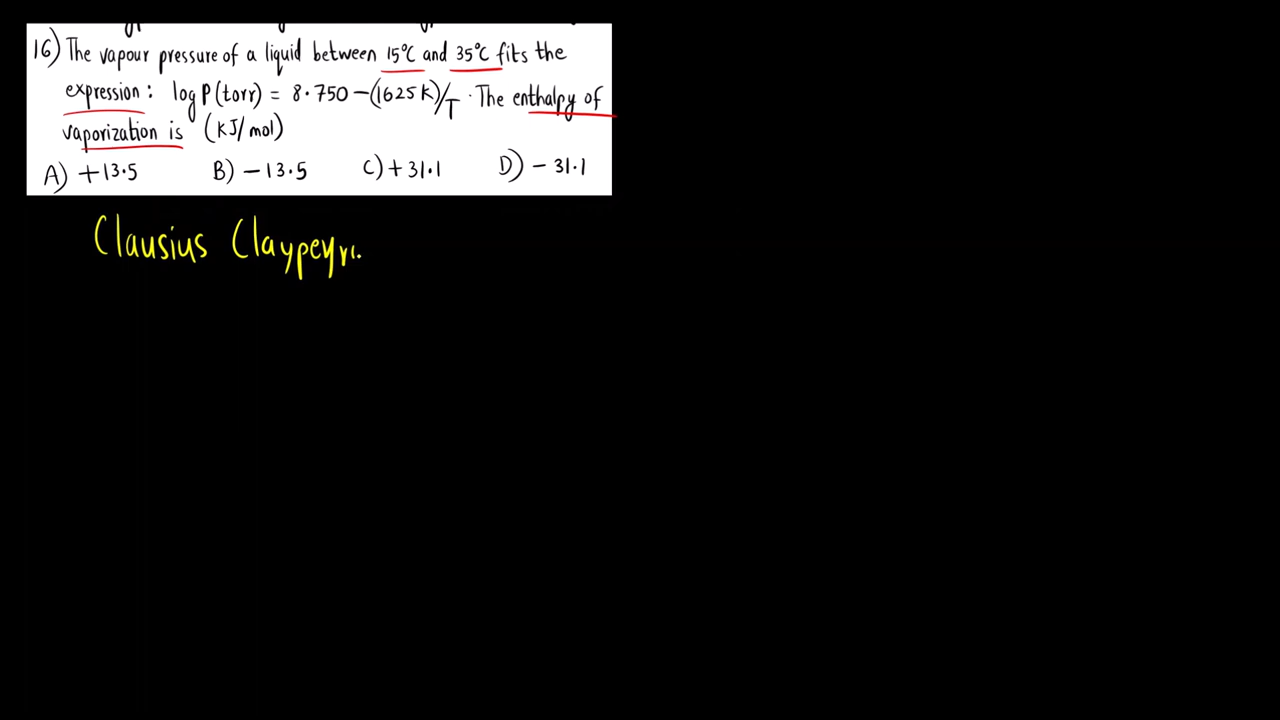 16) The vapour pressure of a liquid between 15°C and 35°C fits the
expression: log P(torr) = 8.750 - (1625 K)/T. The enthalpy of
vaporization is (kJ/mol)
A) +13.5 B) -13.5 C) +31.1 D) -31.1
Clausius